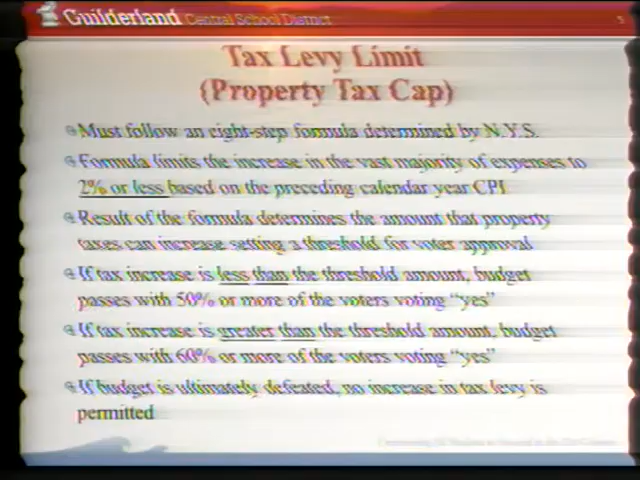 Guilderland Central School District
5
Tax Levy Limit
(Property Tax Cap)
Must follow an eight-step formula determined by N.Y.S.
Formula limits the increase in the vast majority of expenses to
2% or less based on the preceding calendar year CPI
Result of the formula determines the amount that property
taxes can increase setting a threshold for voter approval
If tax increase is less than the threshold amount, budget
passes with 50% or more of the voters voting "yes"
If tax increase is greater than the threshold amount, budget
passes with 60% or more of the voters voting "yes"
If budget is ultimately defeated, no increase in tax levy is
permitted